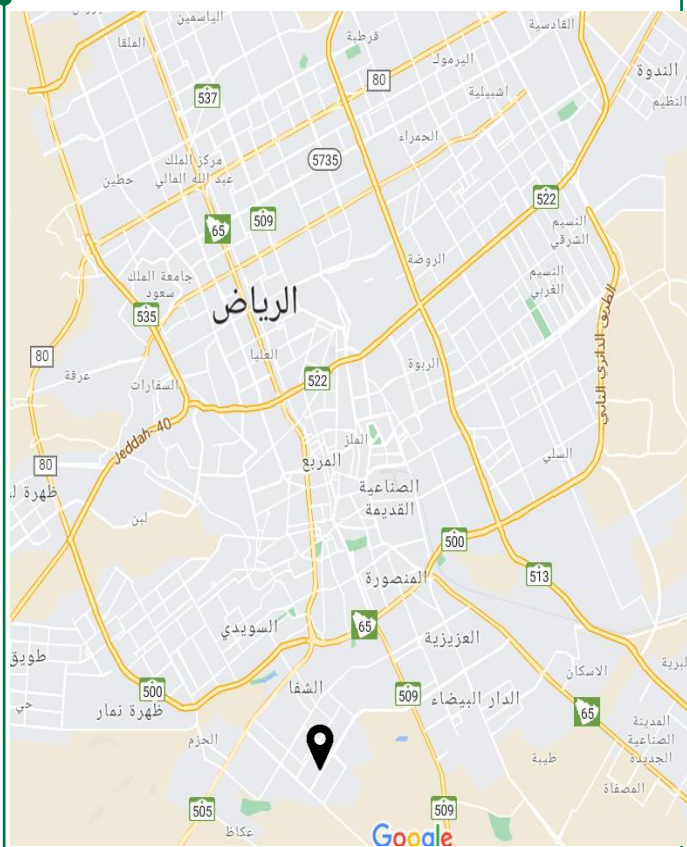 الياسمين
القادسية
الملقا
قرطبة
اليرموك
الندوة
النظيم
80
537
اشبيلية
الحمراء
5735
مركز الملك
عبد الله المالي
حطين
522
509
65
النسيم
الشرقي
الروضة
جامعة الملك
سعود
النسيم
الغربي
الرياض
535
الطريق الدائري الثاني
80
العليا
الربوة
عرقة
السفارات
522
Jeddah-40
الملز
المربع
السلي
80
ظهرة
الصناعية
القديمة
لبن
500
513
المنصورة
السويدي
65
العزيزية
طويق
الاسكان
500
الشفا
509
الدار البيضاء
حي
ظهرة نمار
65
المدينة
الصناعية
الجديدة
الحزم
طيبة
المصفاة
505
509
عكاظ
Google